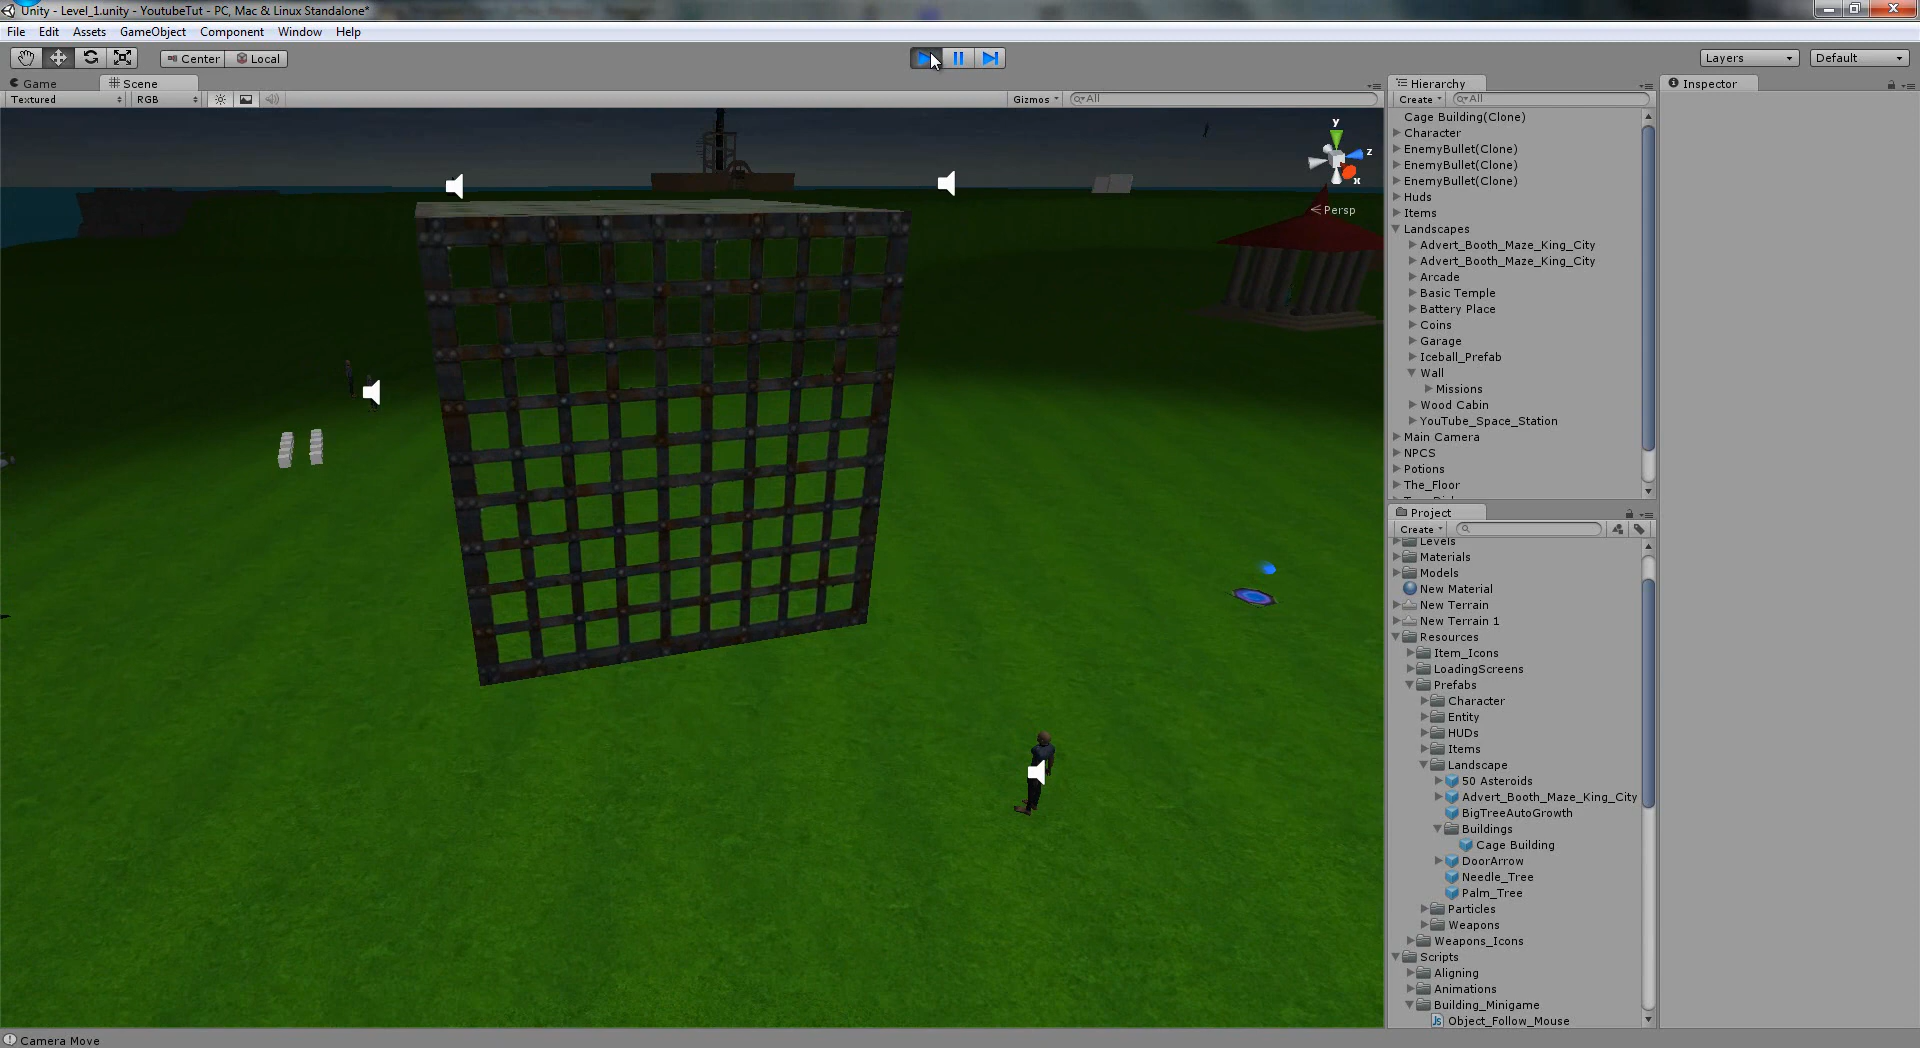 Unity - Level_1.unity - YoutubeTut - PC, Mac & Linux Standalone*
File Edit Assets GameObject Component Window Help
Center Local Layers Default
Game Scene
Textured RGB Gizmos All
y
z
x
Persp
Hierarchy
Create All
Cage Building(Clone)
Character
EnemyBullet(Clone)
EnemyBullet(Clone)
EnemyBullet(Clone)
Huds
Items
Landscapes
Advert_Booth_Maze_King_City
Advert_Booth_Maze_King_City
Arcade
Basic Temple
Battery Place
Coins
Garage
Iceball_Prefab
Wall
Missions
Wood Cabin
YouTube_Space_Station
Main Camera
NPCS
Potions
The_Floor
Project
Create
Levels
Materials
Models
New Material
New Terrain
New Terrain 1
Resources
Item_Icons
LoadingScreens
Prefabs
Character
Entity
HUDs
Items
Landscape
50 Asteroids
Advert_Booth_Maze_King_City
BigTreeAutoGrowth
Buildings
Cage Building
DoorArrow
Needle_Tree
Palm_Tree
Particles
Weapons
Weapons_Icons
Scripts
Aligning
Animations
Building_Minigame
Object_Follow_Mouse
Inspector
Camera Move